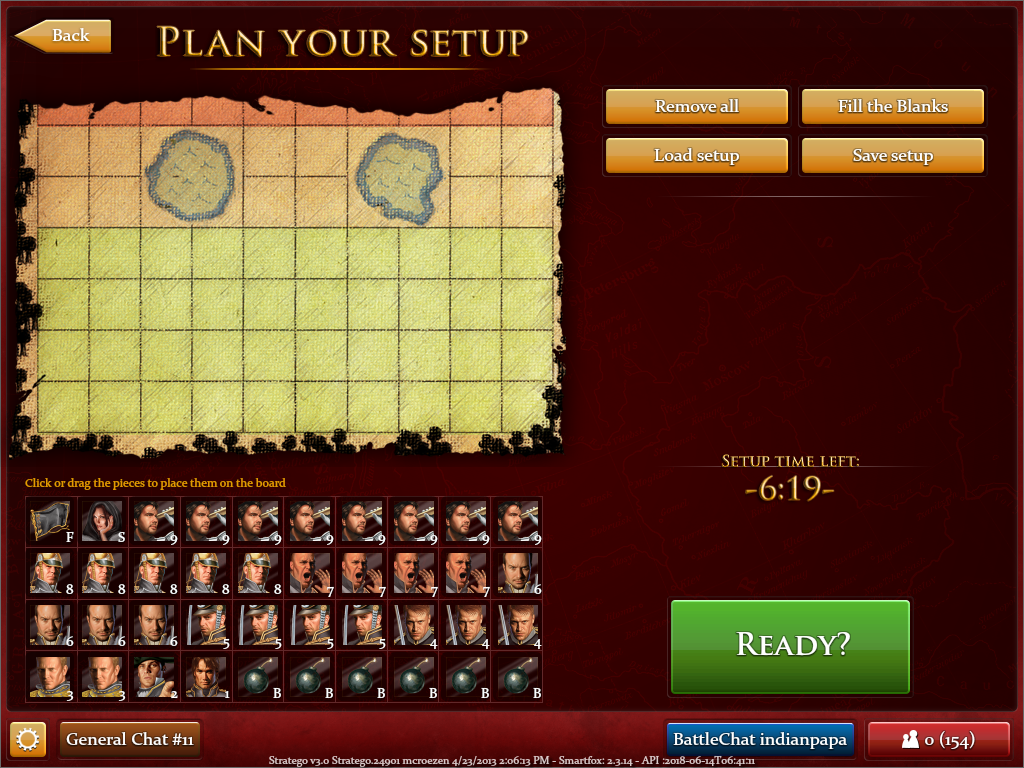 Back
Plan your setup
Remove all
Fill the Blanks
Load setup
Save setup
Setup time left:
-6:19-
Click or drag the pieces to place them on the board
F S 9 9 9 9 9 9 9 9
8 8 8 8 8 7 7 7 7 6
6 6 6 5 5 5 5 4 4 4
3 3 2 1 B B B B B B
Ready?
General Chat #11
BattleChat indianpapa
0 (154)
Stratego v3.0 Stratego.24901 mcroezen 4/23/2013 2:06:13 PM - Smartfox: 2.3.14 - API :2018-06-14T06:41:11